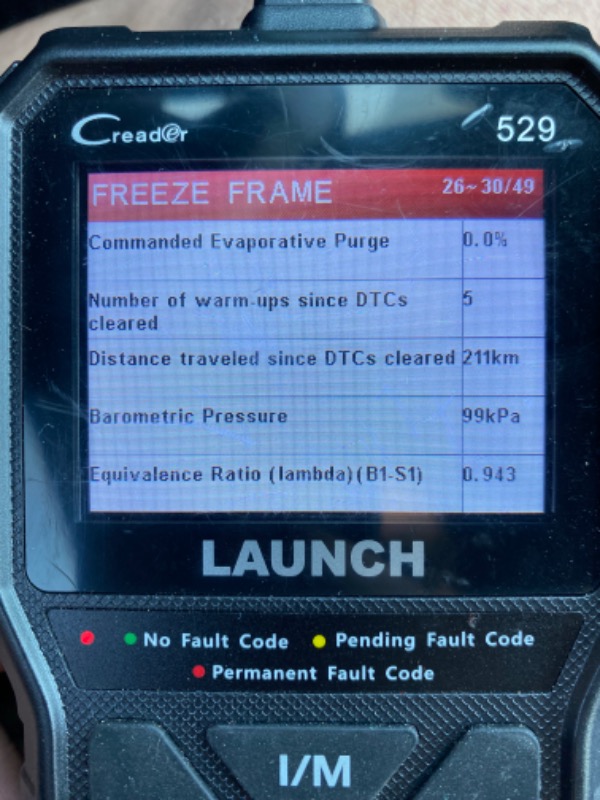 Creader
529
FREEZE FRAME 26~30/49
Commanded Evaporative Purge 0.0%
Number of warm-ups since DTCs 5
cleared
Distance traveled since DTCs cleared 211km
Barometric Pressure 99kPa
Equivalence Ratio (lambda)(B1-S1) 0.943
LAUNCH
No Fault Code Pending Fault Code
Permanent Fault Code
I/M